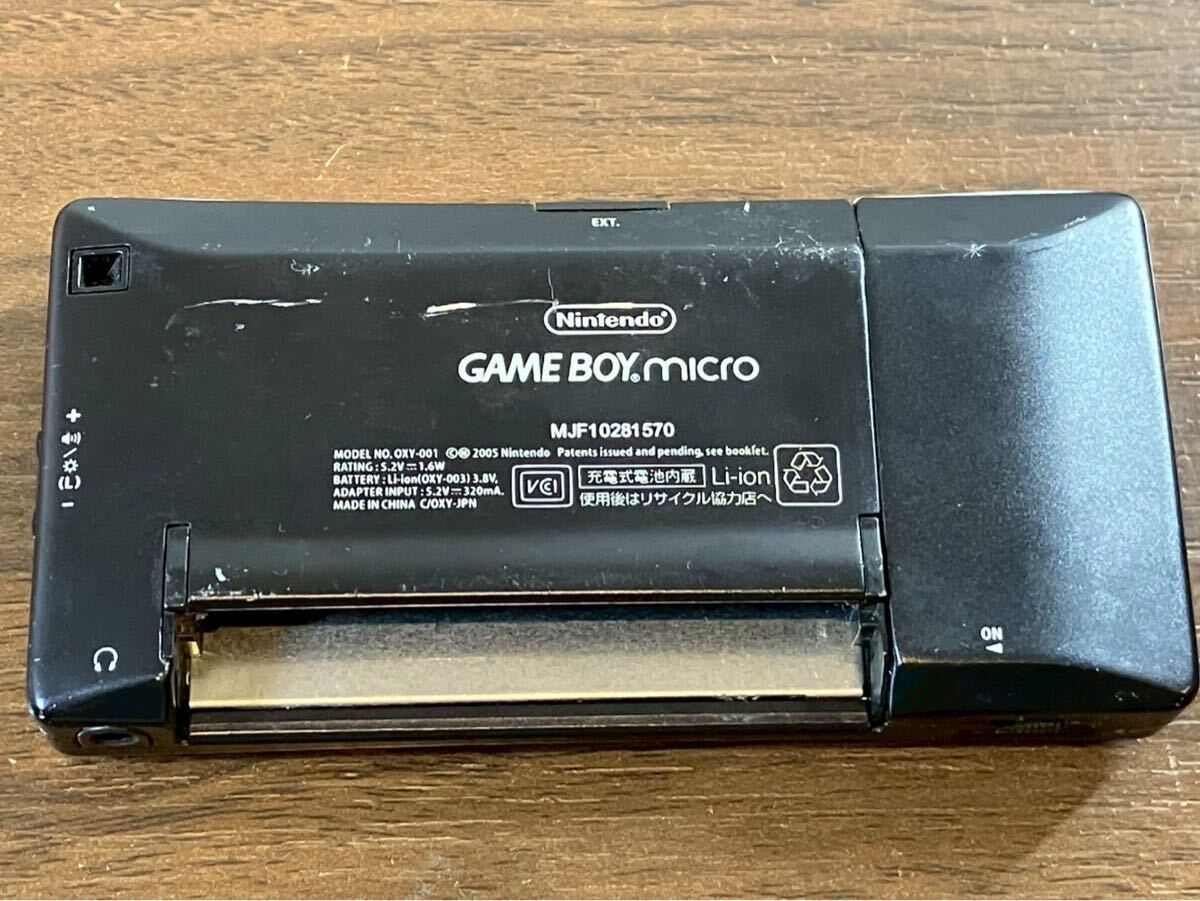 EXT.
Nintendo®
GAME BOY® micro
MJF10281570
MODEL NO. OXY-001 ©Ⓜ 2005 Nintendo Patents issued and pending, see booklet.
RATING : 5.2V⎓1.6W
BATTERY : Li-ion(OXY-003) 3.8V,
ADAPTER INPUT : 5.2V⎓320mA.
MADE IN CHINA C/OXY-JPN
VCI
充電式電池内蔵
使用後はリサイクル協力店へ
Li-ion
− (L) / +
ON